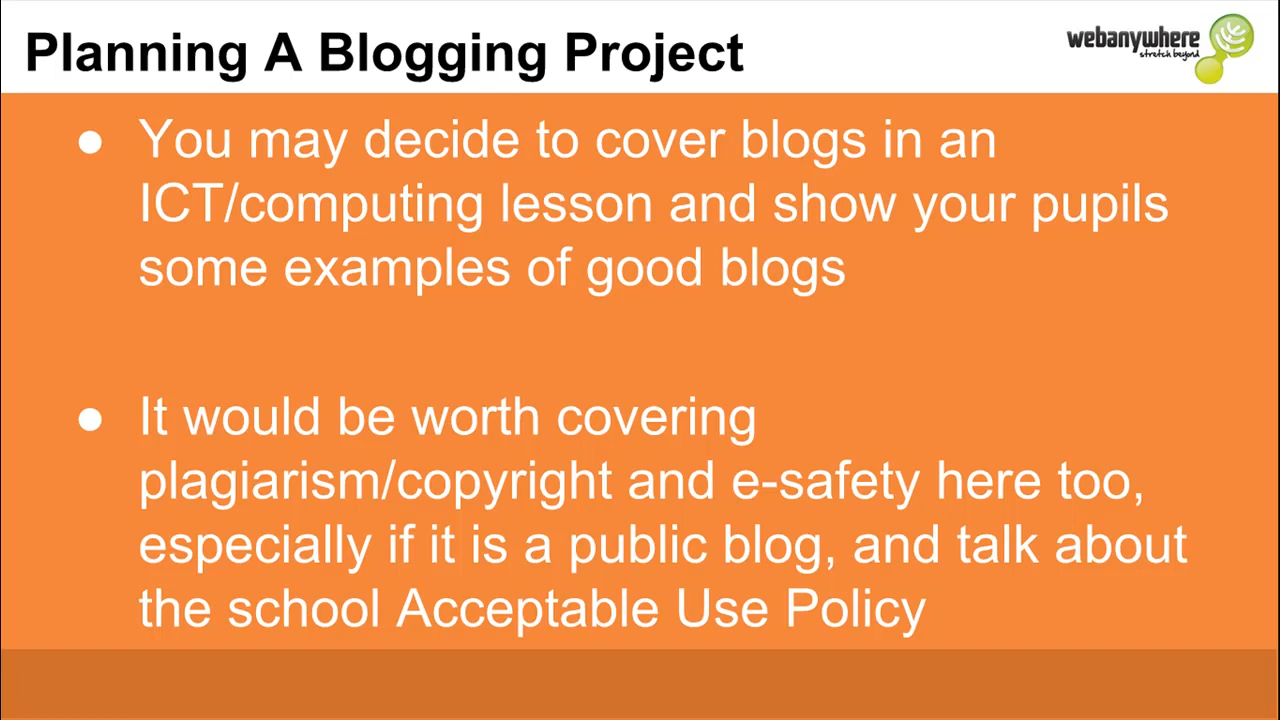 Planning A Blogging Project
webanywhere
stretch beyond
● You may decide to cover blogs in an
ICT/computing lesson and show your pupils
some examples of good blogs
● It would be worth covering
plagiarism/copyright and e-safety here too,
especially if it is a public blog, and talk about
the school Acceptable Use Policy